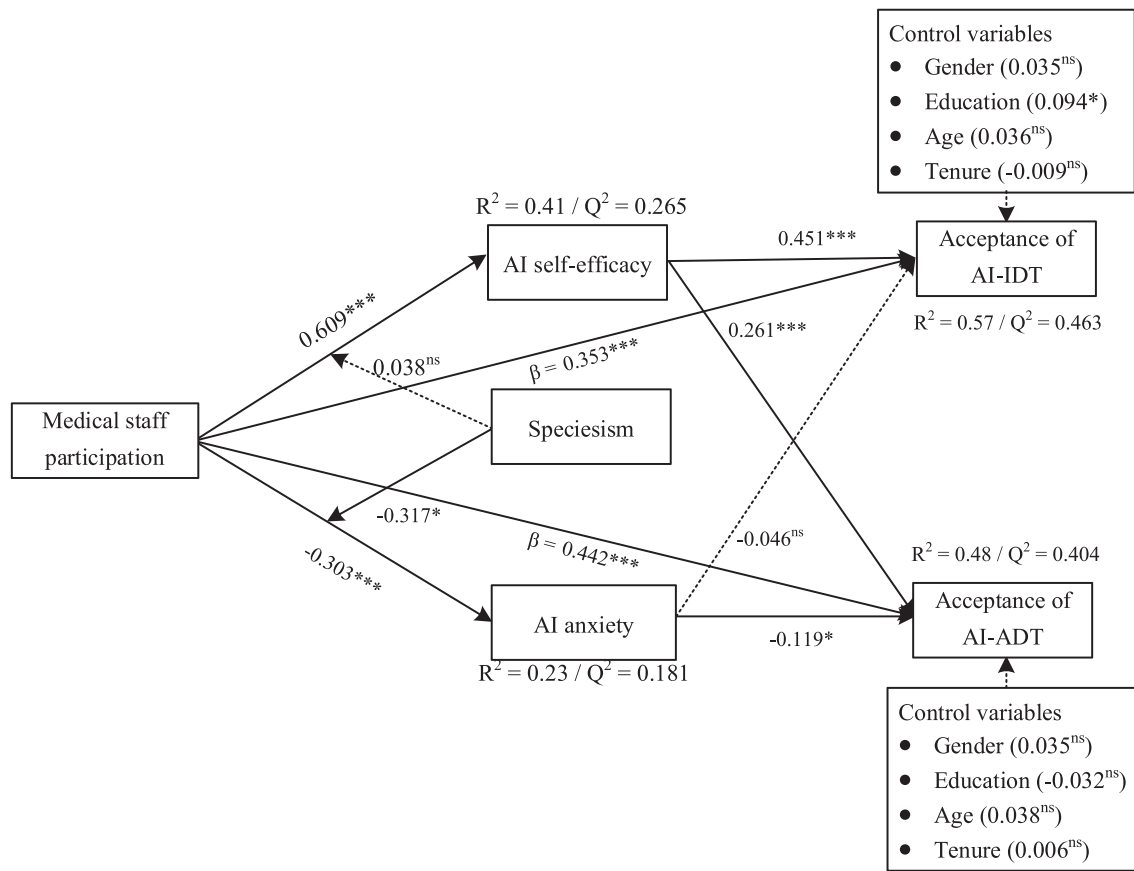 Control variables
● Gender (0.035ns)
● Education (0.094*)
● Age (0.036ns)
● Tenure (-0.009ns)
R2 = 0.41 / Q2 = 0.265
AI self-efficacy
0.451***
Acceptance of
AI-IDT
R2 = 0.57 / Q2 = 0.463
0.609***
0.038ns
β = 0.353***
0.261***
Medical staff
participation
Speciesism
-0.317*
-0.303***
β = 0.442***
-0.046ns
R2 = 0.48 / Q2 = 0.404
AI anxiety
-0.119*
Acceptance of
AI-ADT
R2 = 0.23 / Q2 = 0.181
Control variables
● Gender (0.035ns)
● Education (-0.032ns)
● Age (0.038ns)
● Tenure (0.006ns)